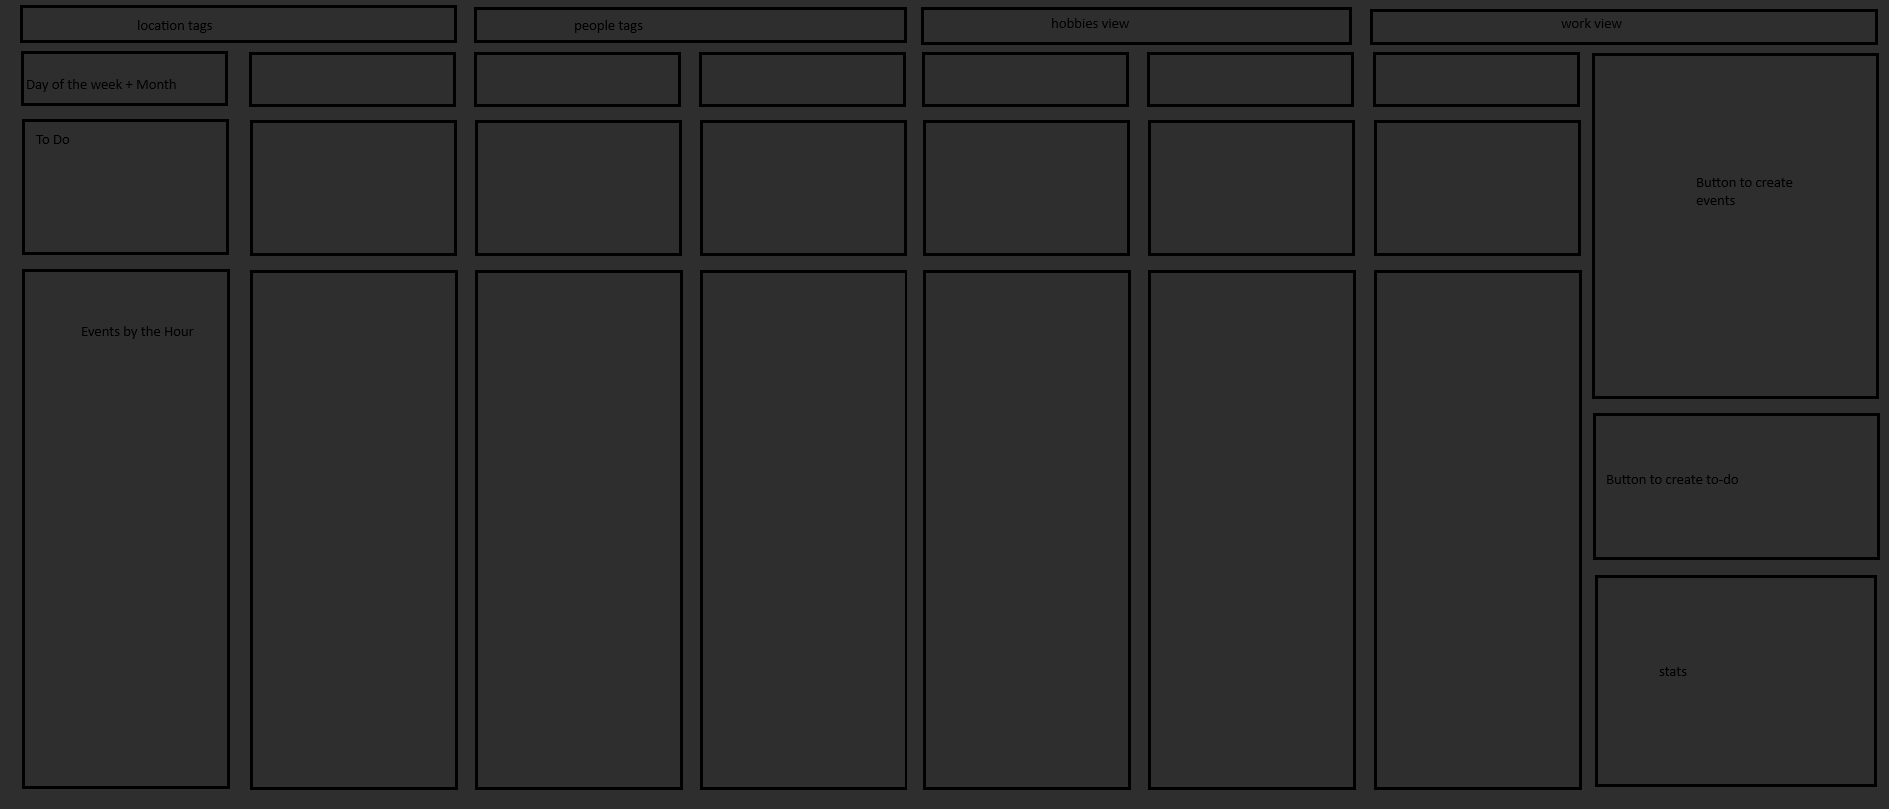 location tags
people tags
hobbies view
work view
Day of the week + Month
To Do
Button to create
events
Events by the Hour
Button to create to-do
stats